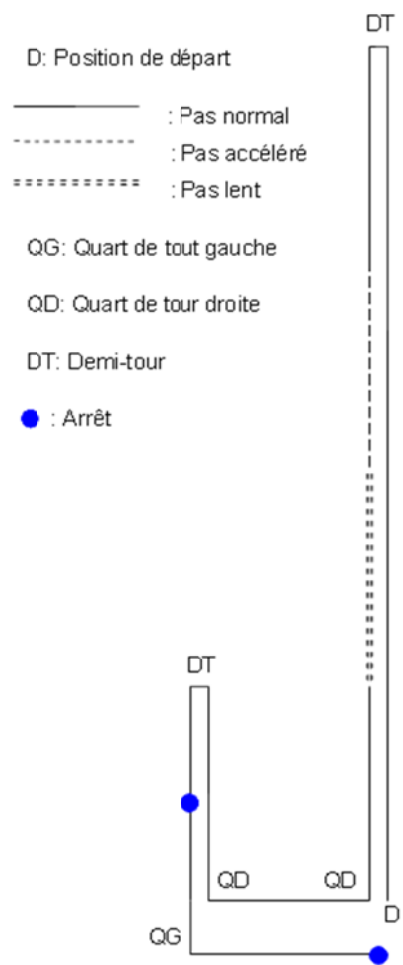 DT
D: Position de départ
: Pas normal
: Pas accéléré
: Pas lent
QG: Quart de tout gauche
QD: Quart de tour droite
DT: Demi-tour
: Arrêt
DT
QD QD
D
QG